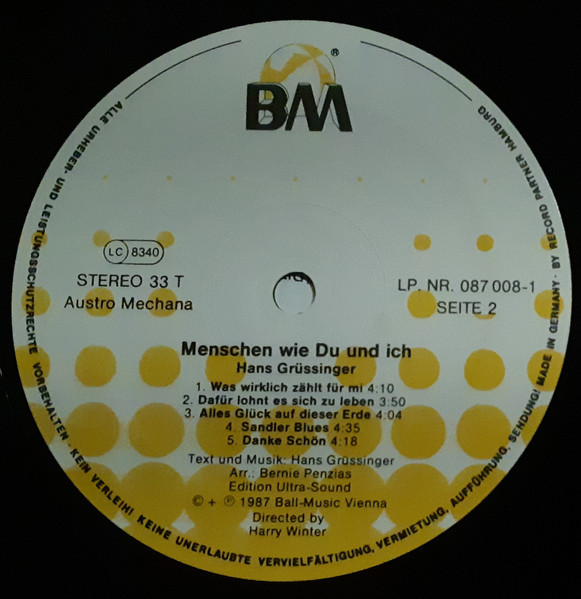 BM®
LC 8340
STEREO 33 T
Austro Mechana
LP. NR. 087 008-1
SEITE 2
Menschen wie Du und ich
Hans Grüssinger
1. Was wirklich zählt für mi 4:10
2. Dafür lohnt es sich zu leben 3:50
3. Alles Glück auf dieser Erde 4:04
4. Sandler Blues 4:35
5. Danke Schön 4:18
Text und Musik: Hans Grüssinger
Arr.: Bernie Penzias
Edition Ultra-Sound
© + ℗ 1987 Ball-Music Vienna
Directed by
Harry Winter
ALLE URHEBER- UND LEISTUNGSSCHUTZRECHTE VORBEHALTEN · KEIN VERLEIH! KEINE UNERLAUBTE VERVIELFÄLTIGUNG, VERMIETUNG, AUFFÜHRUNG, SENDUNG! MADE IN GERMANY · BY RECORD PARTNER HAMBURG